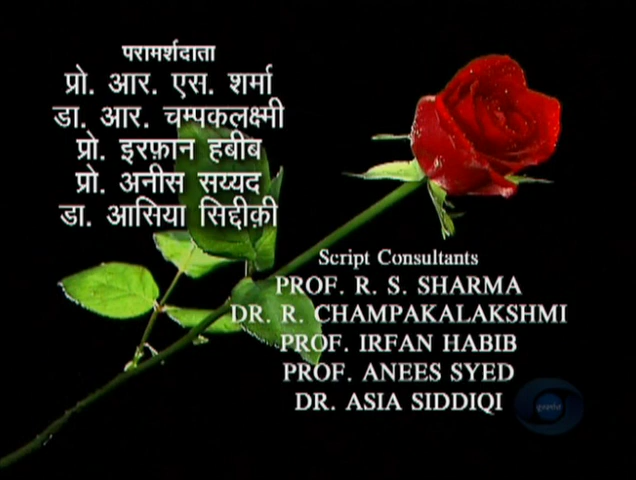 परामर्शदाता
प्रो. आर. एस. शर्मा
डा. आर. चम्पकलक्ष्मी
प्रो. इरफ़ान हबीब
प्रो. अनीस सय्यद
डा. आसिया सिद्दीक़ी
Script Consultants
PROF. R. S. SHARMA
DR. R. CHAMPAKALAKSHMI
PROF. IRFAN HABIB
PROF. ANEES SYED
DR. ASIA SIDDIQI